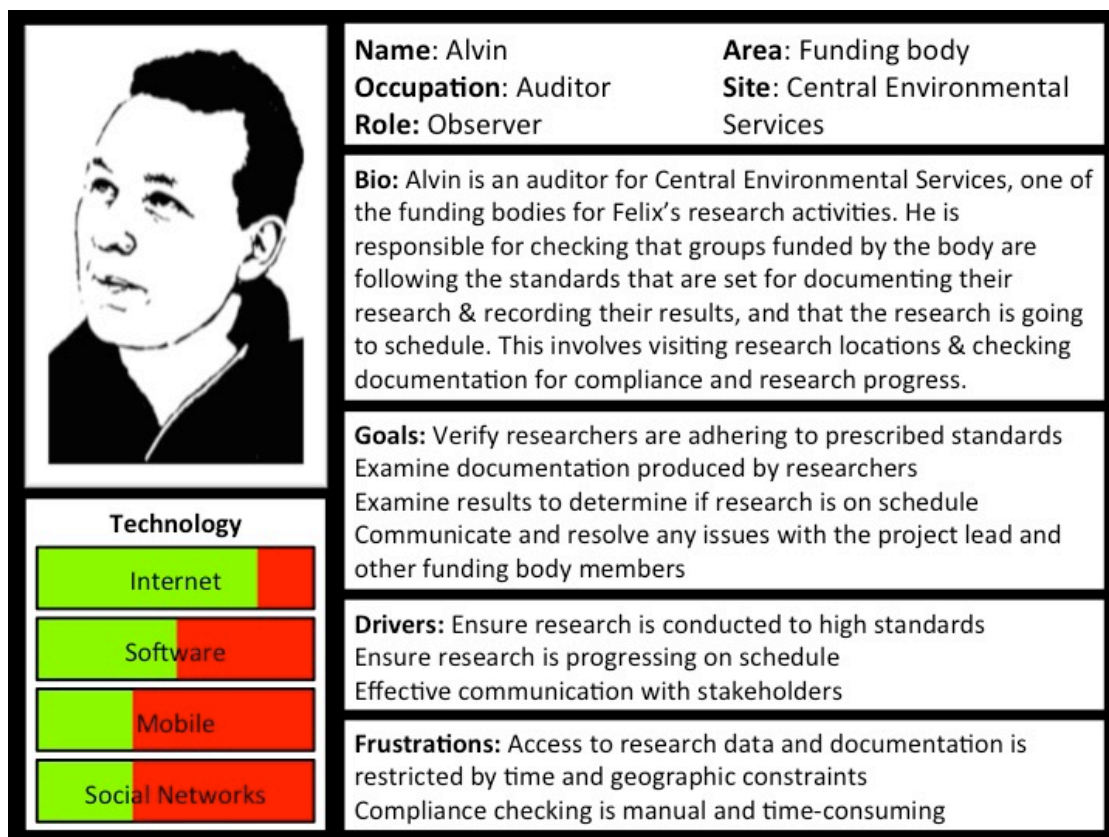 Name: Alvin
Occupation: Auditor
Role: Observer
Area: Funding body
Site: Central Environmental
Services
Bio: Alvin is an auditor for Central Environmental Services, one of
the funding bodies for Felix’s research activities. He is
responsible for checking that groups funded by the body are
following the standards that are set for documenting their
research & recording their results, and that the research is going
to schedule. This involves visiting research locations & checking
documentation for compliance and research progress.
Goals: Verify researchers are adhering to prescribed standards
Examine documentation produced by researchers
Examine results to determine if research is on schedule
Communicate and resolve any issues with the project lead and
other funding body members
Drivers: Ensure research is conducted to high standards
Ensure research is progressing on schedule
Effective communication with stakeholders
Frustrations: Access to research data and documentation is
restricted by time and geographic constraints
Compliance checking is manual and time-consuming
Technology
Internet
Software
Mobile
Social Networks